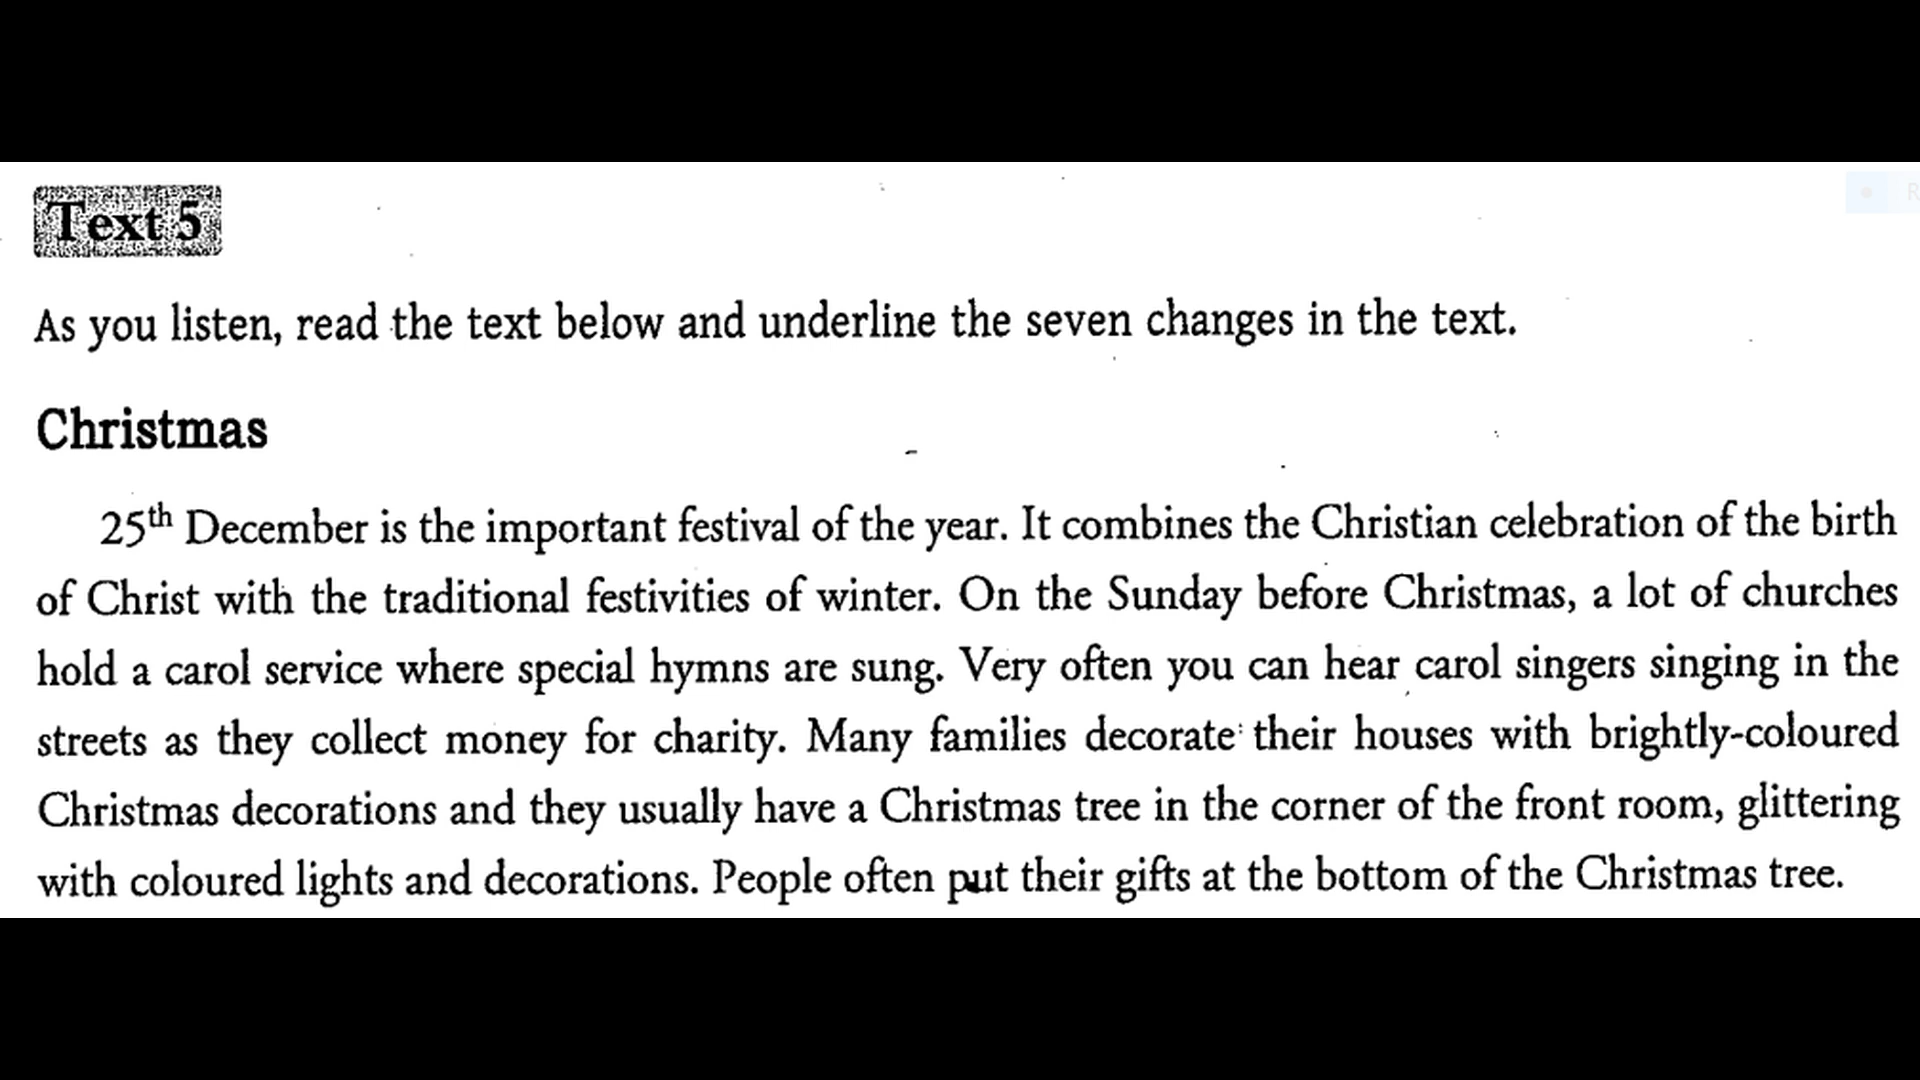 Text 5
As you listen, read the text below and underline the seven changes in the text.
Christmas
25th December is the important festival of the year. It combines the Christian celebration of the birth
of Christ with the traditional festivities of winter. On the Sunday before Christmas, a lot of churches
hold a carol service where special hymns are sung. Very often you can hear carol singers singing in the
streets as they collect money for charity. Many families decorate their houses with brightly-coloured
Christmas decorations and they usually have a Christmas tree in the corner of the front room, glittering
with coloured lights and decorations. People often put their gifts at the bottom of the Christmas tree.